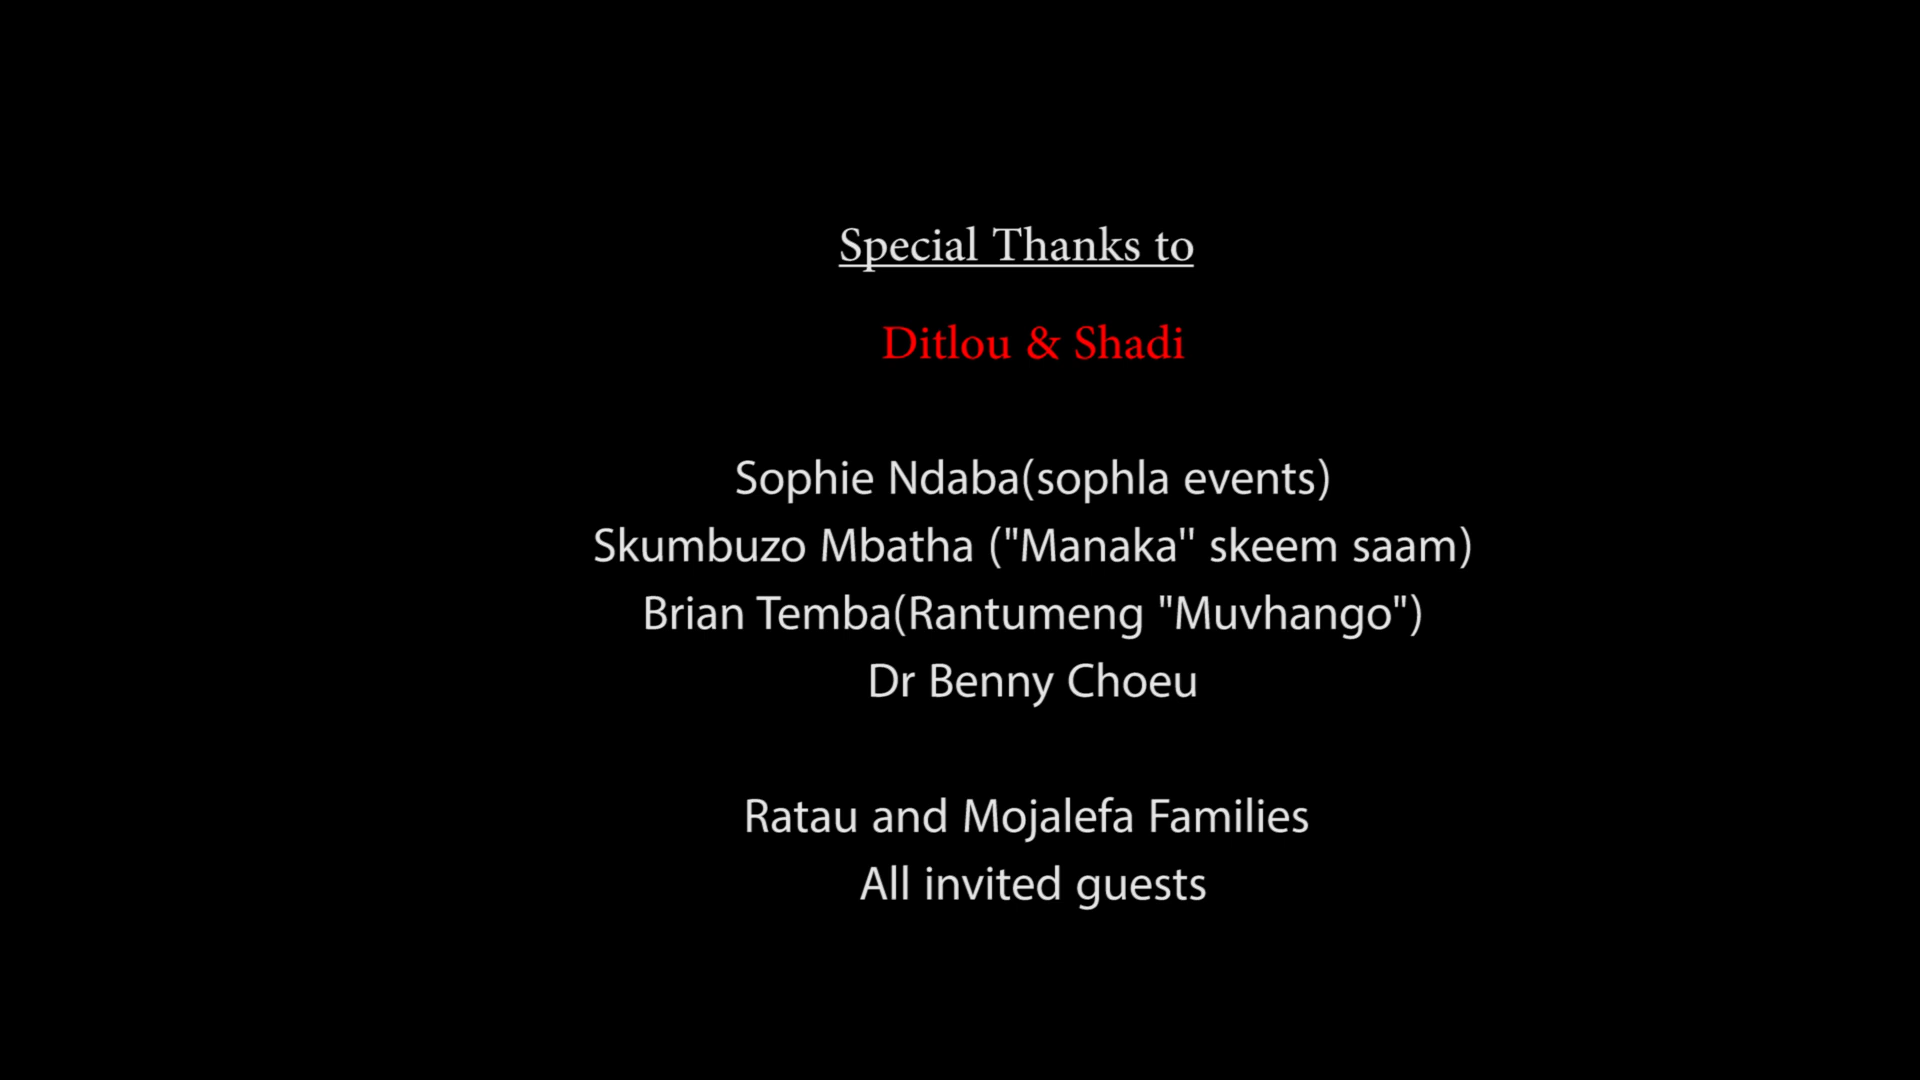 Special Thanks to
Ditlou & Shadi
Sophie Ndaba(sophla events)
Skumbuzo Mbatha ("Manaka" skeem saam)
Brian Temba(Rantumeng "Muvhango")
Dr Benny Choeu
Ratau and Mojalefa Families
All invited guests